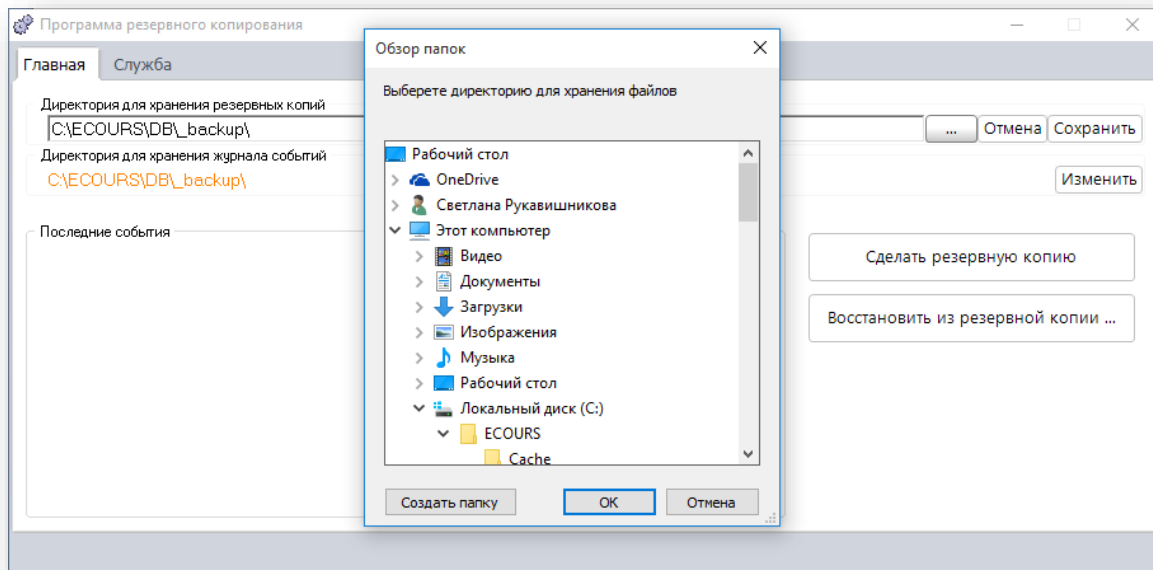 Программа резервного копирования
Главная
Служба
Директория для хранения резервных копий
C:\ECOURS\DB\_backup\
...
Отмена
Сохранить
Директория для хранения журнала событий
C:\ECOURS\DB\_backup\
Изменить
Последние события
Сделать резервную копию
Восстановить из резервной копии ...
Обзор папок
Выберете директорию для хранения файлов
Рабочий стол
OneDrive
Светлана Рукавишникова
Этот компьютер
Видео
Документы
Загрузки
Изображения
Музыка
Рабочий стол
Локальный диск (C:)
ECOURS
Cache
Создать папку
ОК
Отмена